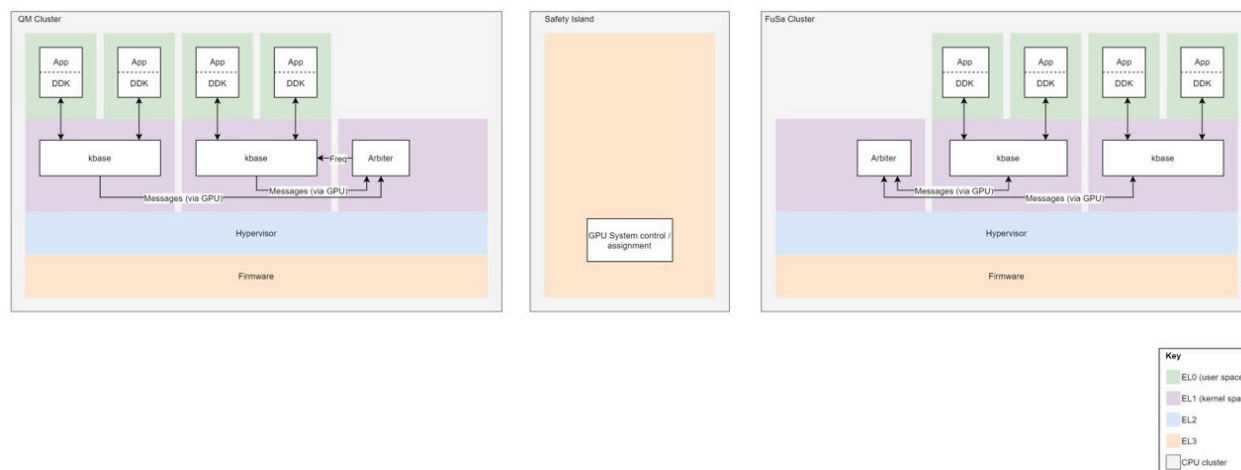 QM Cluster
App
DDK
App
DDK
App
DDK
App
DDK
kbase
kbase
Freq
Arbiter
Messages (via GPU)
Messages (via GPU)
Hypervisor
Firmware
Safety Island
GPU System control /
assignment
FuSa Cluster
App
DDK
App
DDK
App
DDK
App
DDK
Arbiter
kbase
kbase
Messages (via GPU)
Messages (via GPU)
Hypervisor
Firmware
Key
EL0 (user space
EL1 (kernel spa
EL2
EL3
CPU cluster